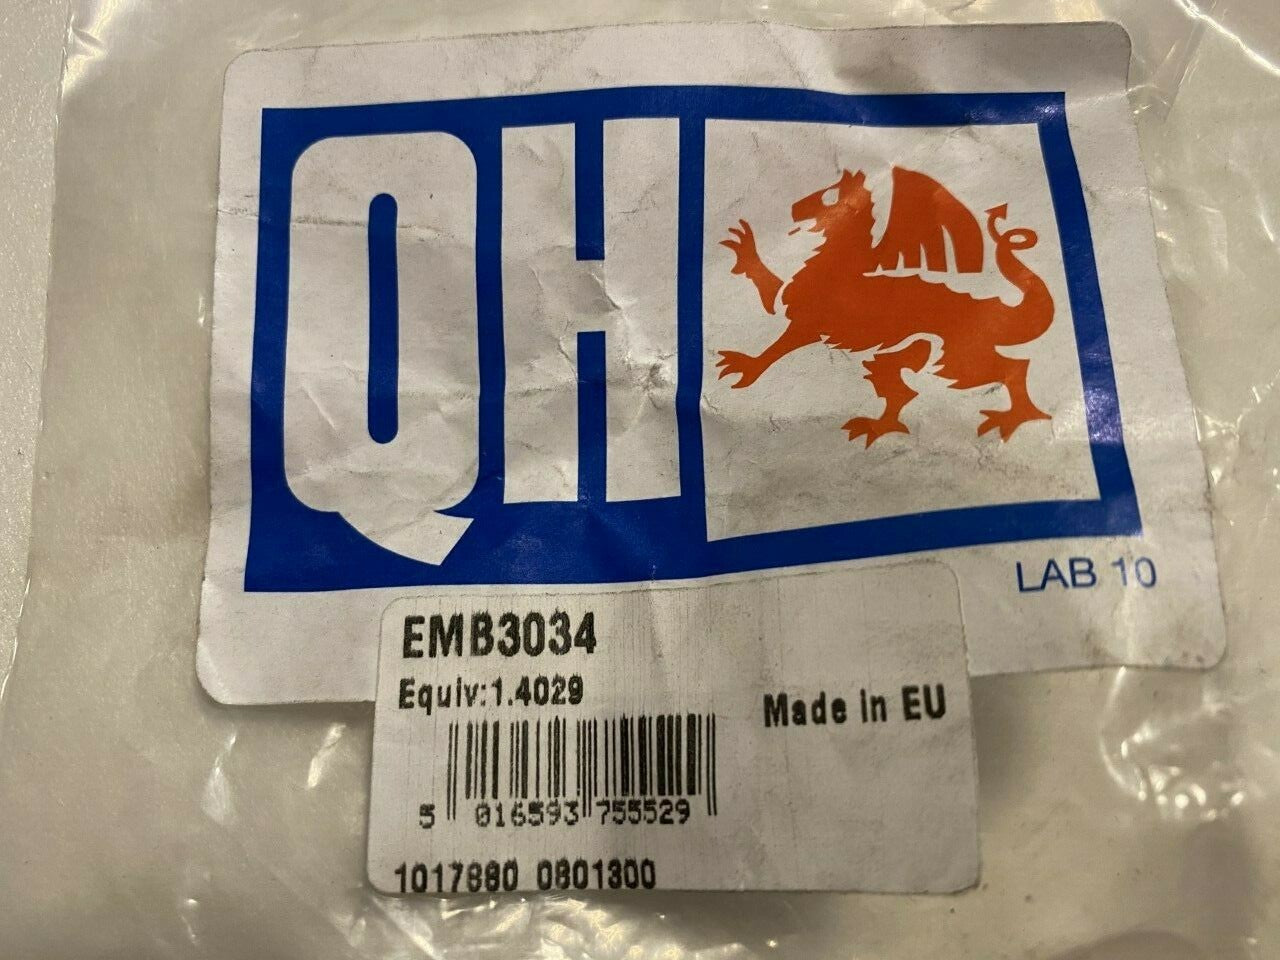 QH
LAB 10
EMB3034
Equiv:1.4029
Made in EU
5 016593 755529
1017880 0801300